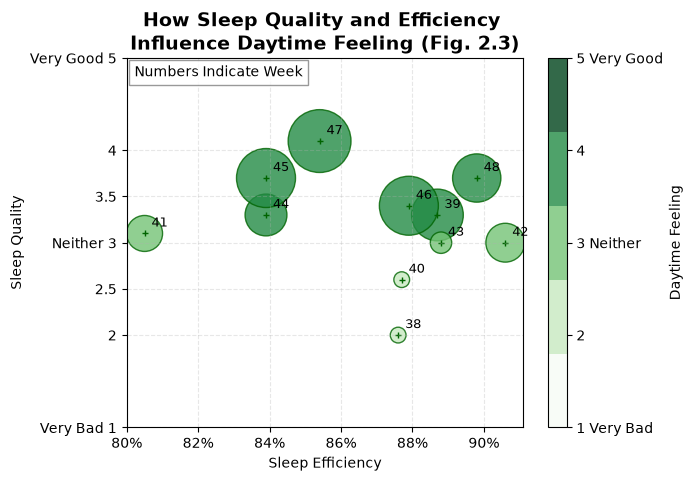 How Sleep Quality and Efficiency
Influence Daytime Feeling (Fig. 2.3)
Numbers Indicate Week
Very Good 5
4
3.5
Neither 3
2.5
2
Very Bad 1
Sleep Quality
47
45
48
44
46
39
41
43
42
40
38
80%
82%
84%
86%
88%
90%
Sleep Efficiency
5 Very Good
4
3 Neither
2
1 Very Bad
Daytime Feeling